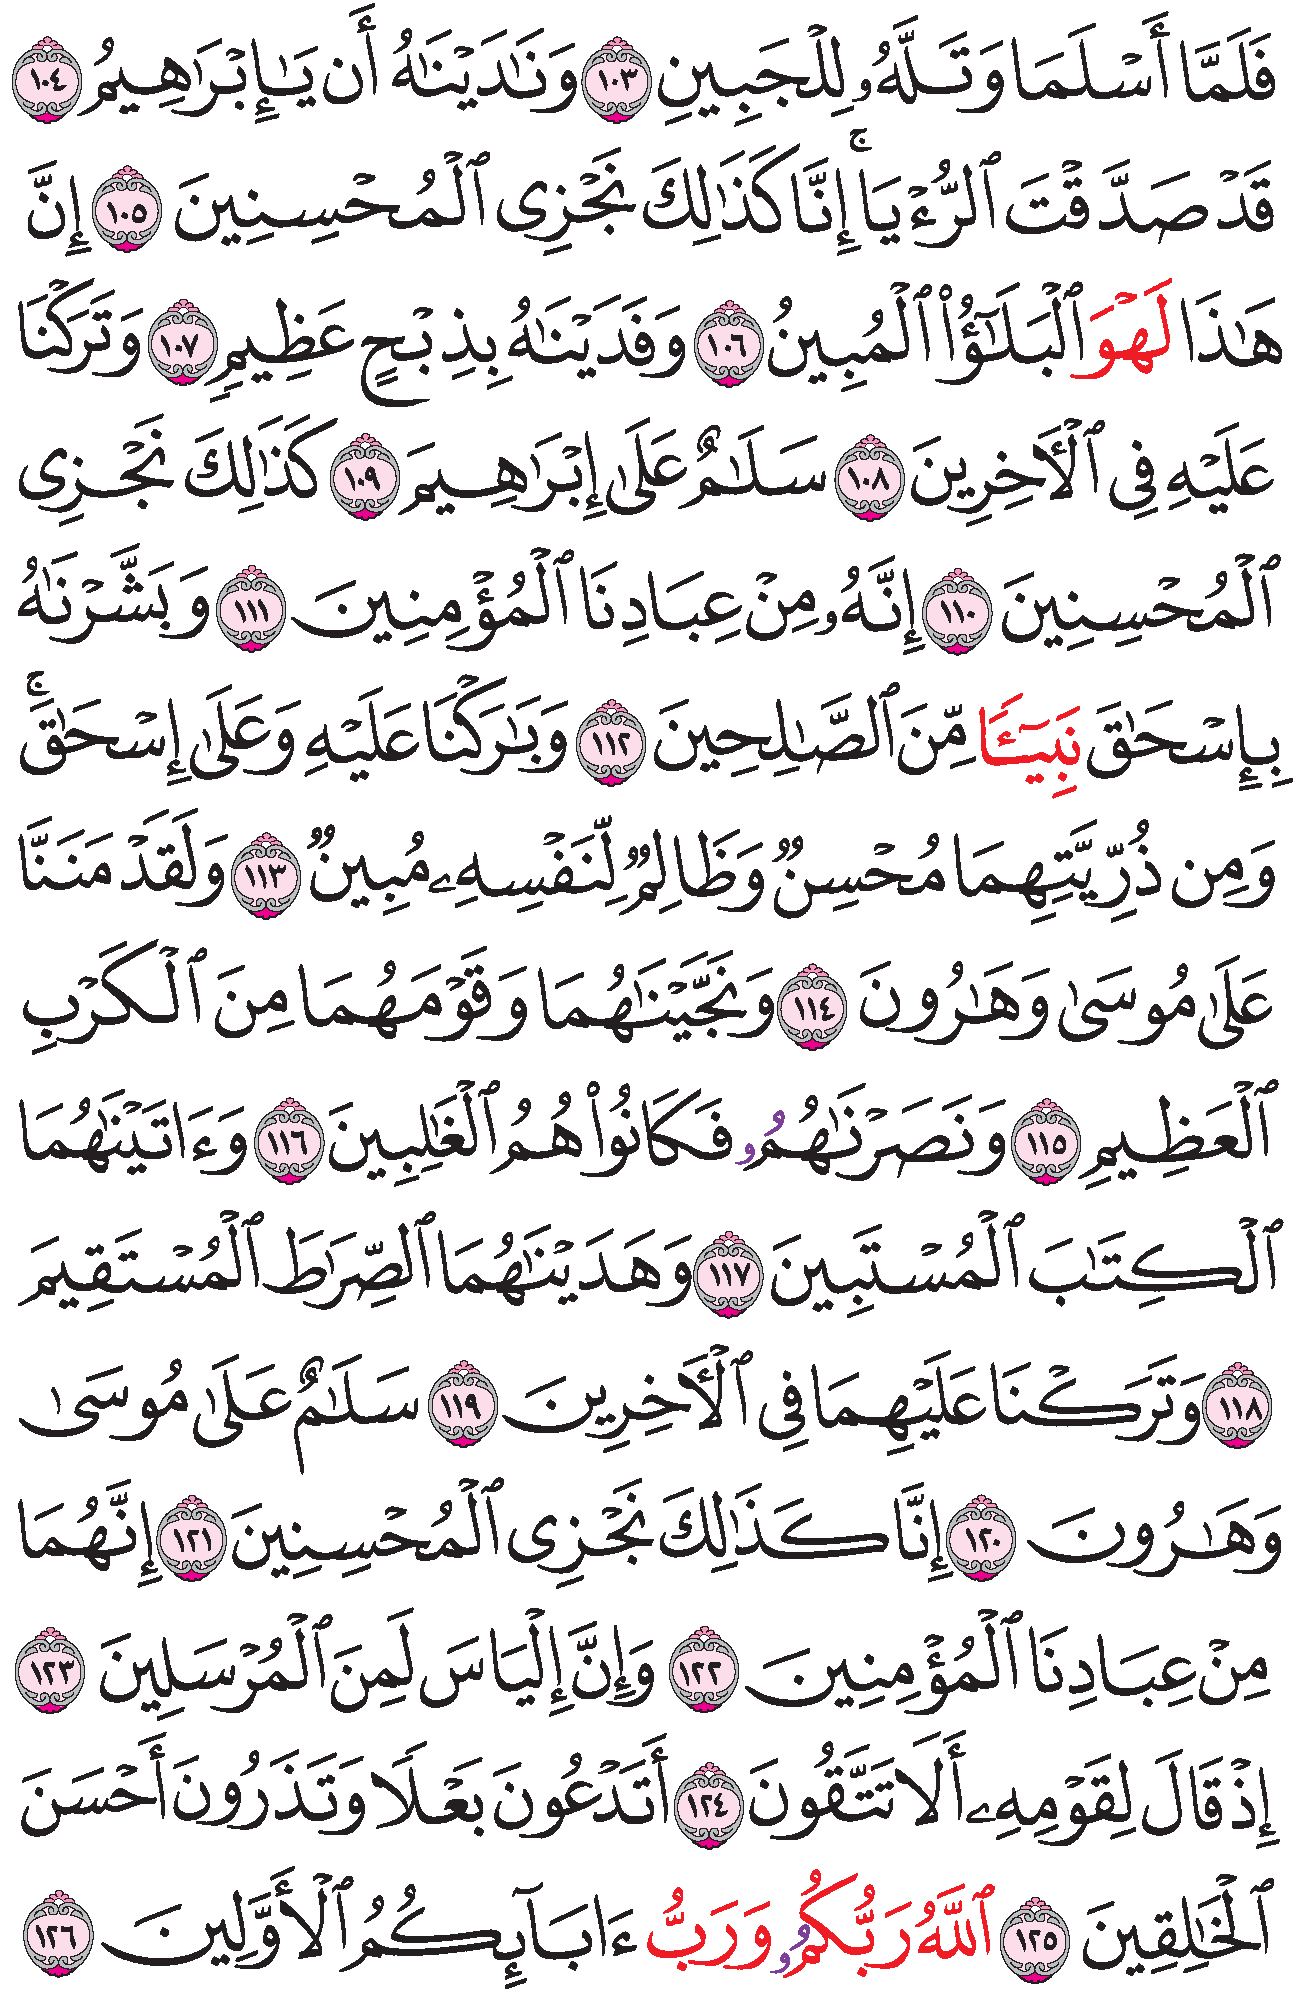 فَلَمَّا أَسْلَمَا وَتَلَّهُۥ لِلْجَبِينِ ١٠٣ وَنَٰدَيْنَٰهُ أَن يَٰٓإِبْرَٰهِيمُ ١٠٤
قَدْ صَدَّقْتَ ٱلرُّءْيَا ۚ إِنَّا كَذَٰلِكَ نَجْزِى ٱلْمُحْسِنِينَ ١٠٥ إِنَّ
هَٰذَا لَهْوَ ٱلْبَلَٰٓؤُا۟ ٱلْمُبِينُ ١٠٦ وَفَدَيْنَٰهُ بِذِبْحٍ عَظِيمٍ ١٠٧ وَتَرَكْنَا
عَلَيْهِ فِى ٱلْأَخِرِينَ ١٠٨ سَلَٰمٌ عَلَىٰ إِبْرَٰهِيمَ ١٠٩ كَذَٰلِكَ نَجْزِى
ٱلْمُحْسِنِينَ ١١٠ إِنَّهُۥ مِنْ عِبَادِنَا ٱلْمُؤْمِنِينَ ١١١ وَبَشَّرْنَٰهُ
بِإِسْحَٰقَ نَبِيٓـًٔا مِّنَ ٱلصَّٰلِحِينَ ١١٢ وَبَٰرَكْنَا عَلَيْهِ وَعَلَىٰ إِسْحَٰقَ ۚ
وَمِن ذُرِّيَّتِهِمَا مُحْسِنٌ وَظَالِمٌ لِّنَفْسِهِۦ مُبِينٌ ١١٣ وَلَقَدْ مَنَنَّا
عَلَىٰ مُوسَىٰ وَهَٰرُونَ ١١٤ وَنَجَّيْنَٰهُمَا وَقَوْمَهُمَا مِنَ ٱلْكَرْبِ
ٱلْعَظِيمِ ١١٥ وَنَصَرْنَٰهُمُۥ فَكَانُوا۟ هُمُ ٱلْغَٰلِبِينَ ١١٦ وَءَاتَيْنَٰهُمَا
ٱلْكِتَٰبَ ٱلْمُسْتَبِينَ ١١٧ وَهَدَيْنَٰهُمَا ٱلصِّرَٰطَ ٱلْمُسْتَقِيمَ
١١٨ وَتَرَكْنَا عَلَيْهِمَا فِى ٱلْأَخِرِينَ ١١٩ سَلَٰمٌ عَلَىٰ مُوسَىٰ
وَهَٰرُونَ ١٢٠ إِنَّا كَذَٰلِكَ نَجْزِى ٱلْمُحْسِنِينَ ١٢١ إِنَّهُمَا
مِنْ عِبَادِنَا ٱلْمُؤْمِنِينَ ١٢٢ وَإِنَّ إِلْيَاسَ لَمِنَ ٱلْمُرْسَلِينَ ١٢٣
إِذْ قَالَ لِقَوْمِهِۦ أَلَا تَتَّقُونَ ١٢٤ أَتَدْعُونَ بَعْلًا وَتَذَرُونَ أَحْسَنَ
ٱلْخَٰلِقِينَ ١٢٥ ٱللَّهُ رَبُّكُمُۥ وَرَبُّ ءَابَآئِكُمُ ٱلْأَوَّلِينَ ١٢٦